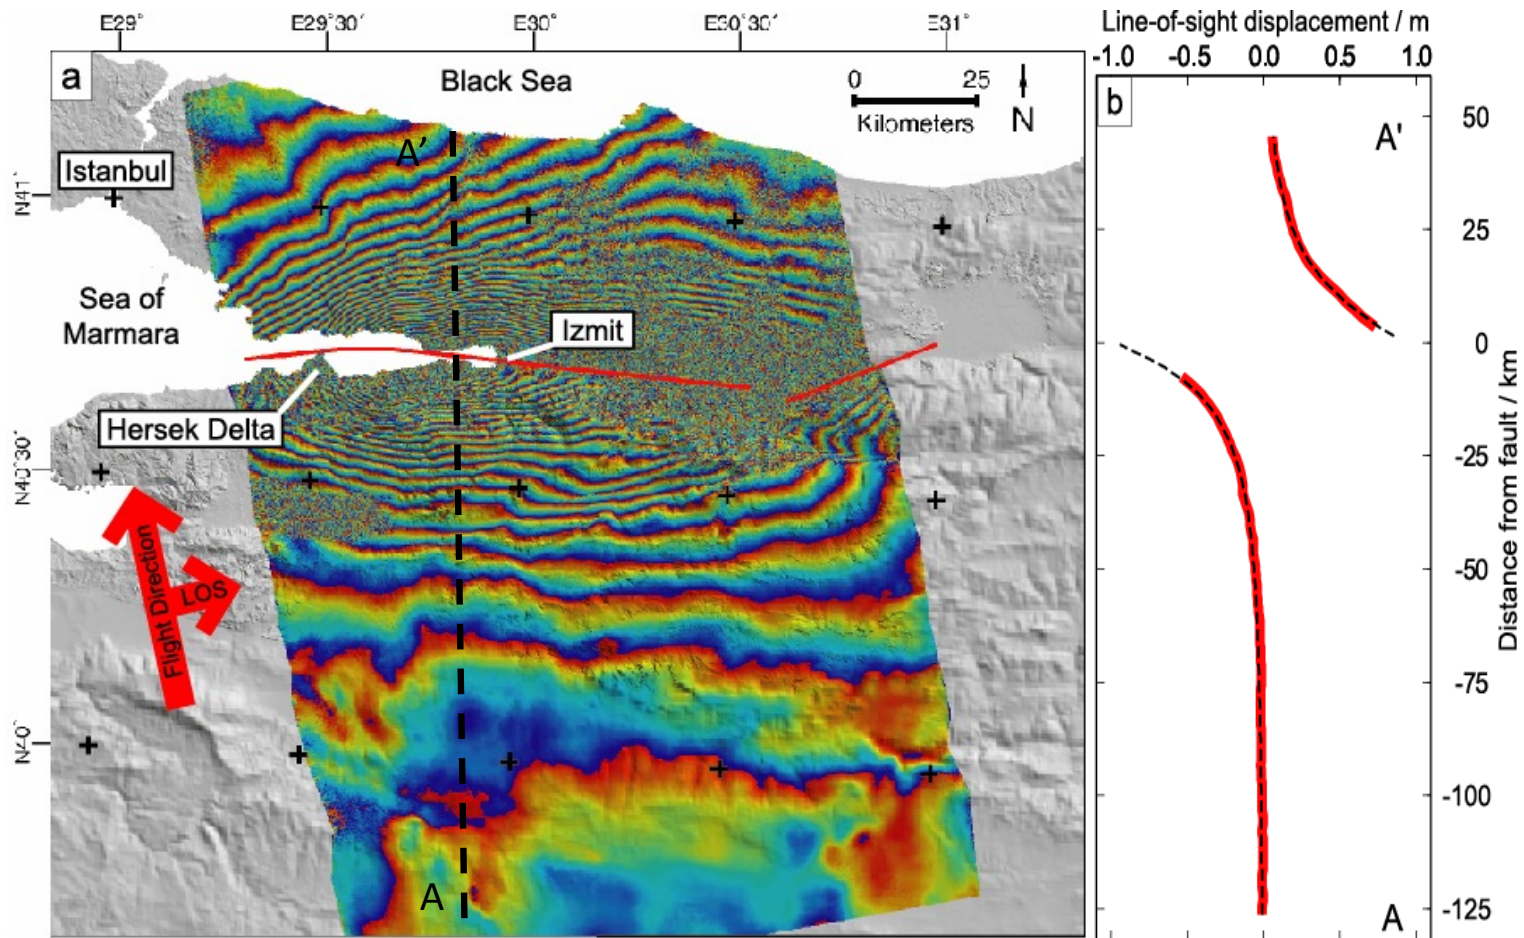 E29° E29°30' E30° E30°30' E31°
a
Black Sea
0 25
Kilometers N
A'
Istanbul
N41°
Sea of
Marmara
Izmit
Hersek Delta
N40°30'
Flight Direction
LOS
N40°
A
Line-of-sight displacement / m
-1.0 -0.5 0.0 0.5 1.0
b
A'
50
25
0
-25
-50
-75
-100
-125
Distance from fault / km
A